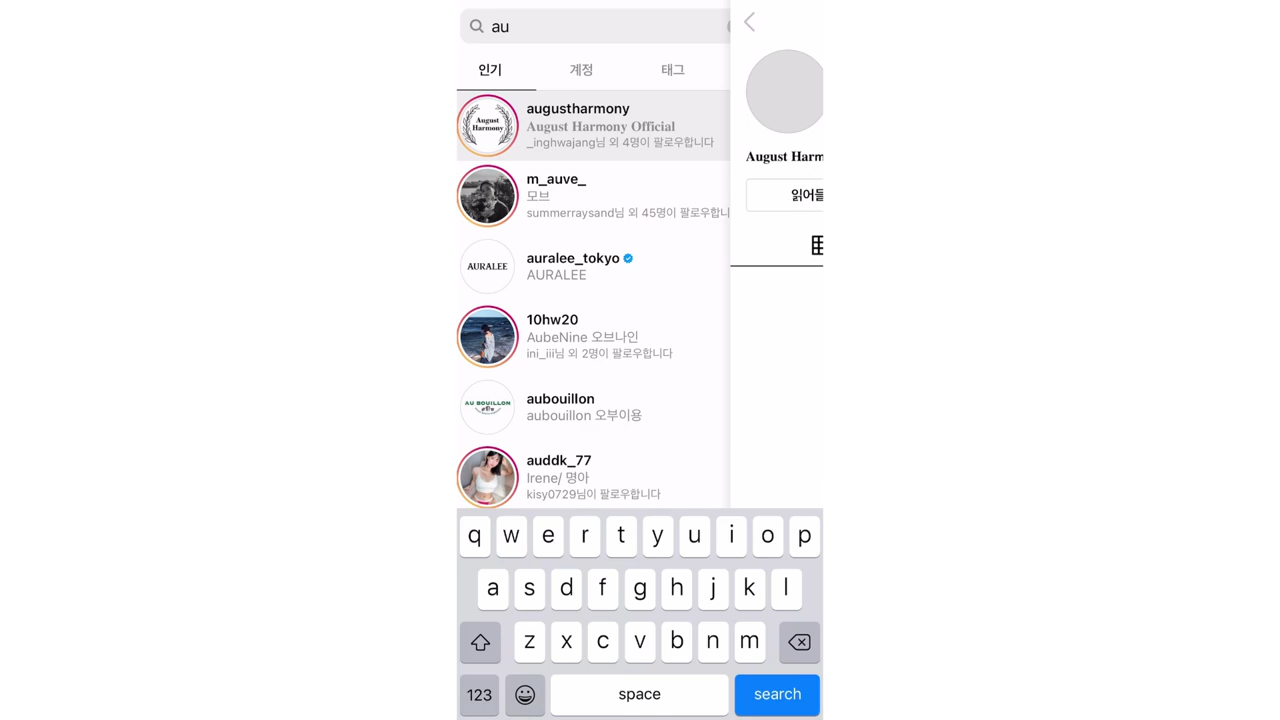 au
인기
계정
태그
August
Harmony
augustharmony
August Harmony Official
_inghwajang님 외 4명이 팔로우합니다
m_auve_
모브
summerraysand님 외 45명이 팔로우합니
AURALEE
auralee_tokyo
AURALEE
10hw20
AubeNine 오브나인
ini_iii님 외 2명이 팔로우합니다
AU BOUILLON
aubouillon
aubouillon 오부이용
auddk_77
Irene/ 명아
kisy0729님이 팔로우합니다
August Harm
읽어들
q w e r t y u i o p
a s d f g h j k l
z x c v b n m
123 space search